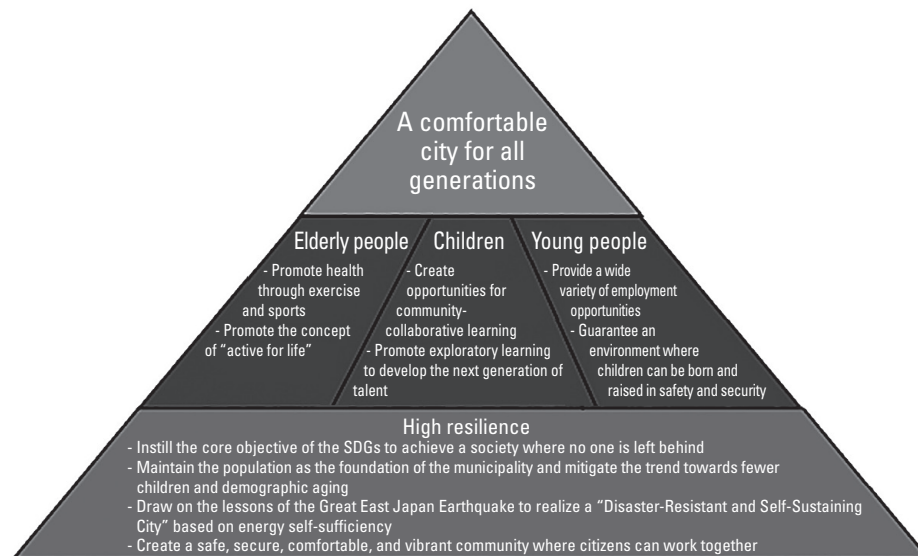 A comfortable
city for all
generations
Elderly people
- Promote health
through exercise
and sports
- Promote the concept
of “active for life”
Children
- Create
opportunities for
community-
collaborative learning
- Promote exploratory learning
to develop the next generation of
talent
Young people
- Provide a wide
variety of employment
opportunities
- Guarantee an
environment where
children can be born and
raised in safety and security
High resilience
- Instill the core objective of the SDGs to achieve a society where no one is left behind
- Maintain the population as the foundation of the municipality and mitigate the trend towards fewer
children and demographic aging
- Draw on the lessons of the Great East Japan Earthquake to realize a “Disaster-Resistant and Self-Sustaining
City” based on energy self-sufficiency
- Create a safe, secure, comfortable, and vibrant community where citizens can work together